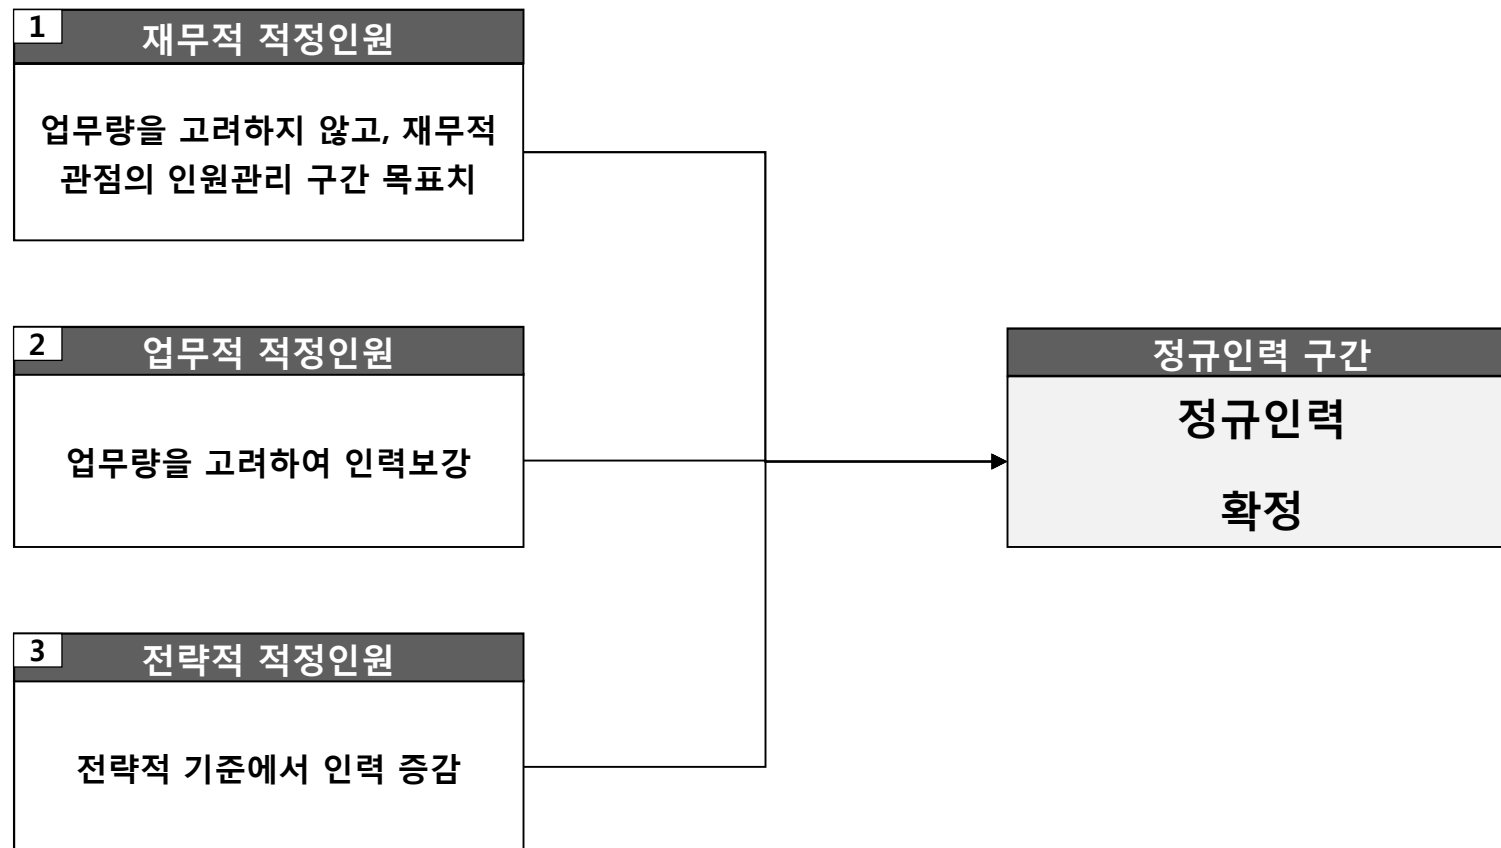 1
재무적 적정인원
업무량을 고려하지 않고, 재무적
관점의 인원관리 구간 목표치
2
업무적 적정인원
업무량을 고려하여 인력보강
정규인력 구간
정규인력
확정
3
전략적 적정인원
전략적 기준에서 인력 증감